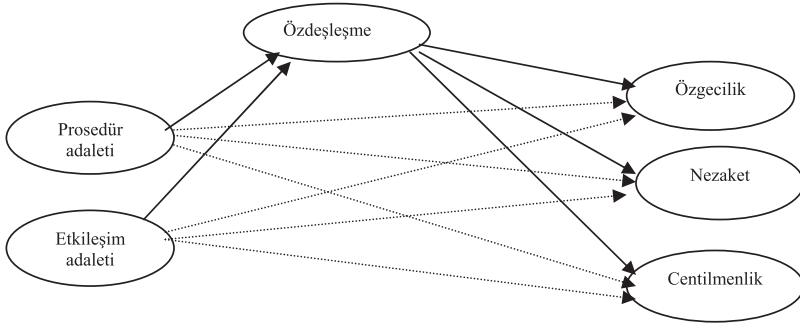 Özdeşleşme
Özgecilik
Prosedür
adaleti
Nezaket
Etkileşim
adaleti
Centilmenlik